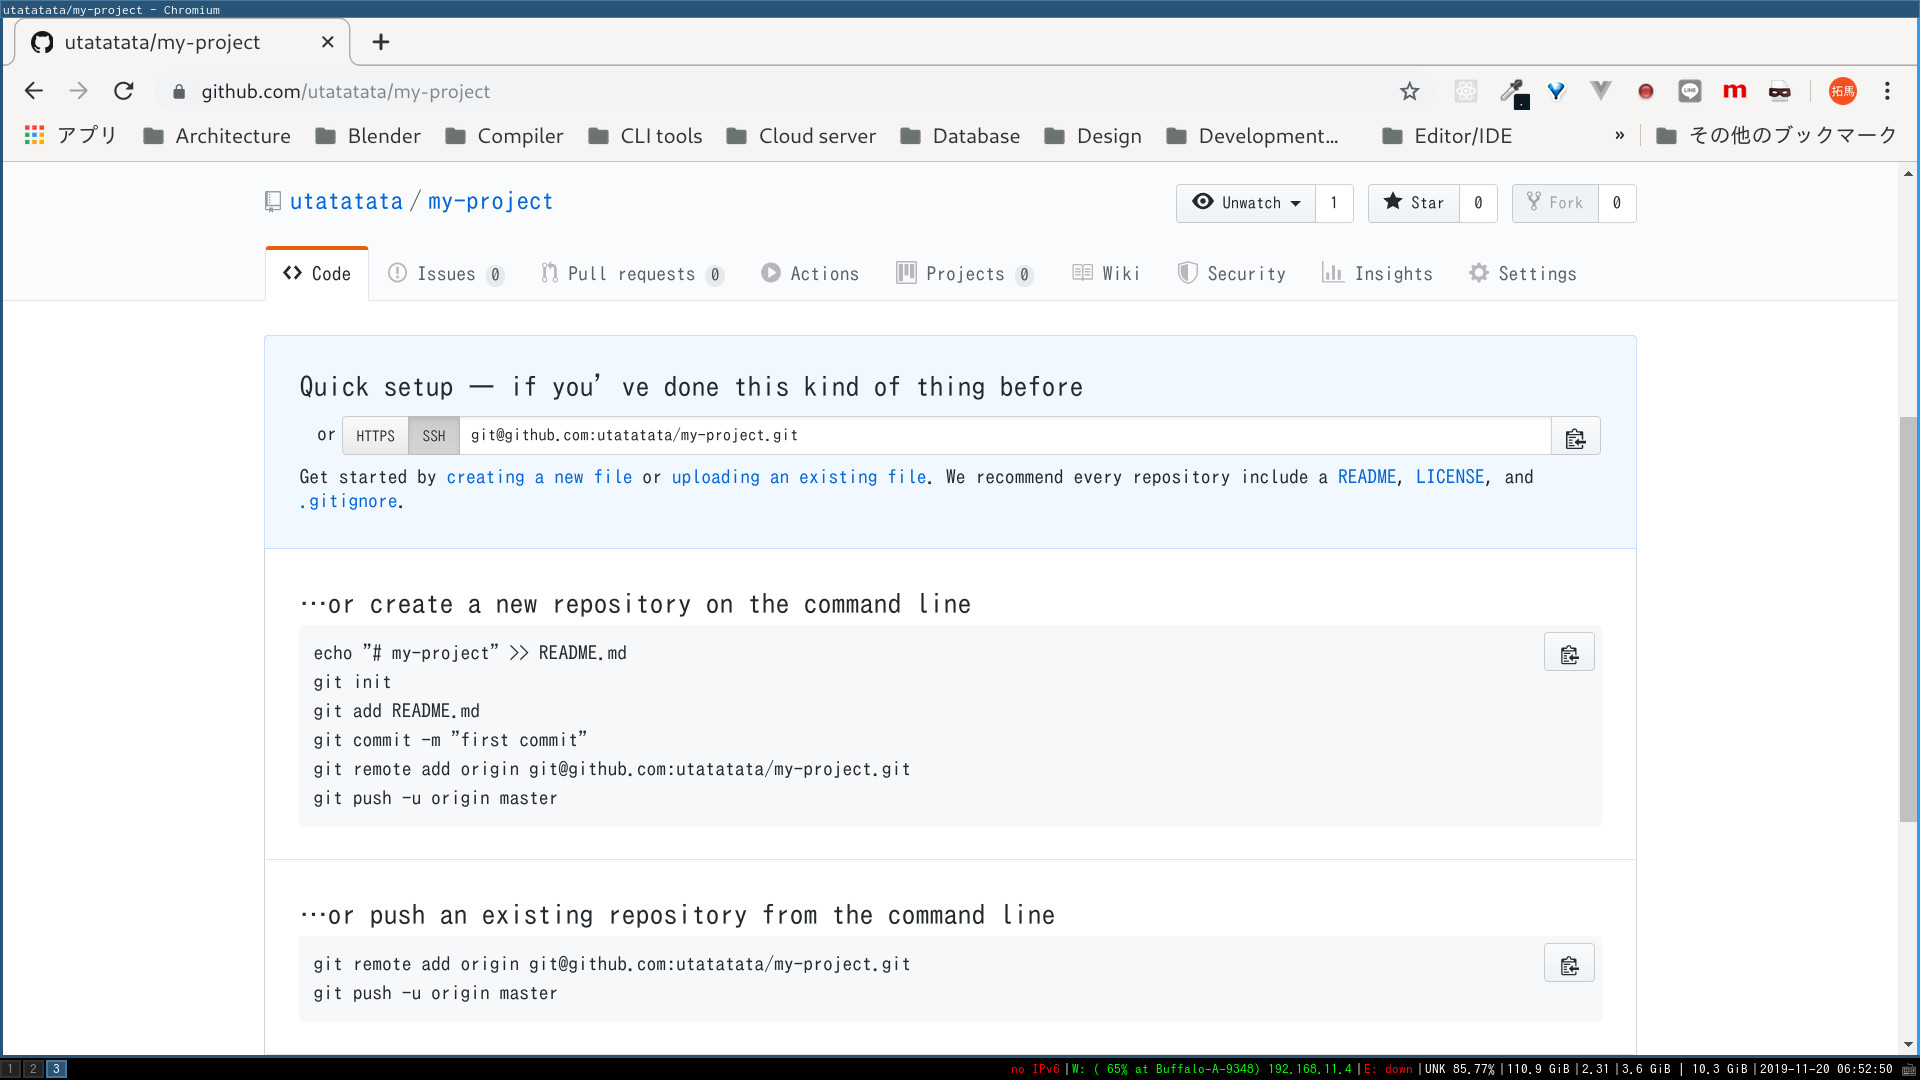 utatatata/my-project - Chromium
utatatata/my-project
github.com/utatatata/my-project
拓馬
アプリ Architecture Blender Compiler CLI tools Cloud server Database Design Development... Editor/IDE » その他のブックマーク
utatatata / my-project
Unwatch 1 Star 0 Fork 0
Code Issues 0 Pull requests 0 Actions Projects 0 Wiki Security Insights Settings
Quick setup — if you’ve done this kind of thing before
or HTTPS SSH git@github.com:utatatata/my-project.git
Get started by creating a new file or uploading an existing file. We recommend every repository include a README, LICENSE, and
.gitignore.
…or create a new repository on the command line
echo "# my-project" >> README.md
git init
git add README.md
git commit -m "first commit"
git remote add origin git@github.com:utatatata/my-project.git
git push -u origin master
…or push an existing repository from the command line
git remote add origin git@github.com:utatatata/my-project.git
git push -u origin master
1 2 3 no IPv6|W: ( 65% at Buffalo-A-9348) 192.168.11.4|E: down|UNK 85.77%|110.9 GiB|2.31|3.6 GiB | 10.3 GiB|2019-11-20 06:52:50